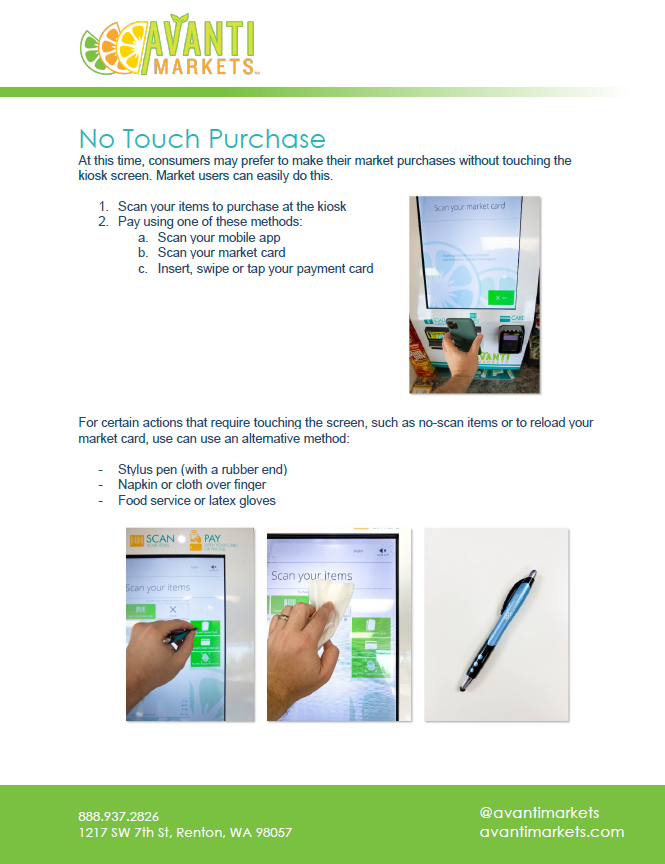 AVANTI
MARKETS
No Touch Purchase
At this time, consumers may prefer to make their market purchases without touching the
kiosk screen. Market users can easily do this.
1. Scan your items to purchase at the kiosk
2. Pay using one of these methods:
a. Scan your mobile app
b. Scan your market card
c. Insert, swipe or tap your payment card
Scan your market card
CARD
AVANTI
For certain actions that require touching the screen, such as no-scan items or to reload your
market card, use can use an alternative method:
- Stylus pen (with a rubber end)
- Napkin or cloth over finger
- Food service or latex gloves
SCAN
PAY
Scan your items
Scan your items
888.937.2826
1217 SW 7th St, Renton, WA 98057
@avantimarkets
avantimarkets.com